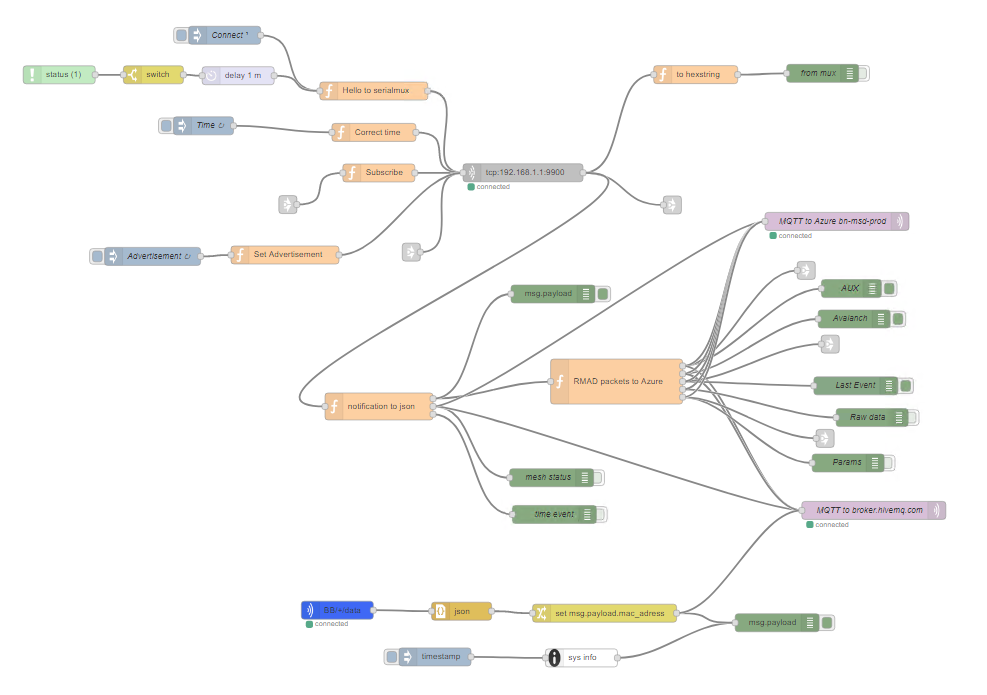 Connect
status (1)
switch
delay 1 m
to hexstring
from mux
Hello to serialmux
Time ↻
Correct time
Subscribe
tcp:192.168.1.1:9900
connected
MQTT to Azure bn-msd-prod
connected
Advertisement ↻
Set Advertisement
msg.payload
AUX
Avalanch
RMAD packets to Azure
Last Event
notification to json
Raw data
Params
mesh status
time event
MQTT to broker.hivemq.com
connected
BB/+/data
connected
json
set msg.payload.mac_adress
msg.payload
timestamp
sys info